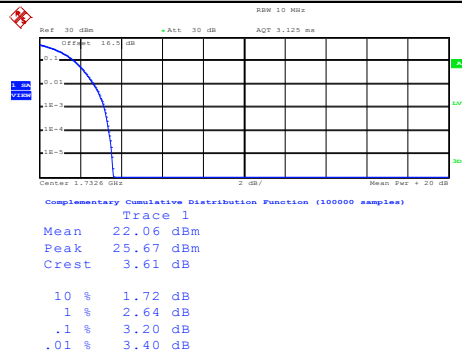 RBW 10 MHz
Ref 30 dBm Att 30 dB AQT 3.125 ms
Offset 16.5 dB
0.1
0.01
1E-3
1E-4
1E-5
1 SA
VIEW
A
LV
Center 1.7326 GHz 2 dB/ Mean Pwr + 20 dB
Complementary Cumulative Distribution Function (100000 samples)
Trace 1
Mean 22.06 dBm
Peak 25.67 dBm
Crest 3.61 dB
10 % 1.72 dB
1 % 2.64 dB
.1 % 3.20 dB
.01 % 3.40 dB